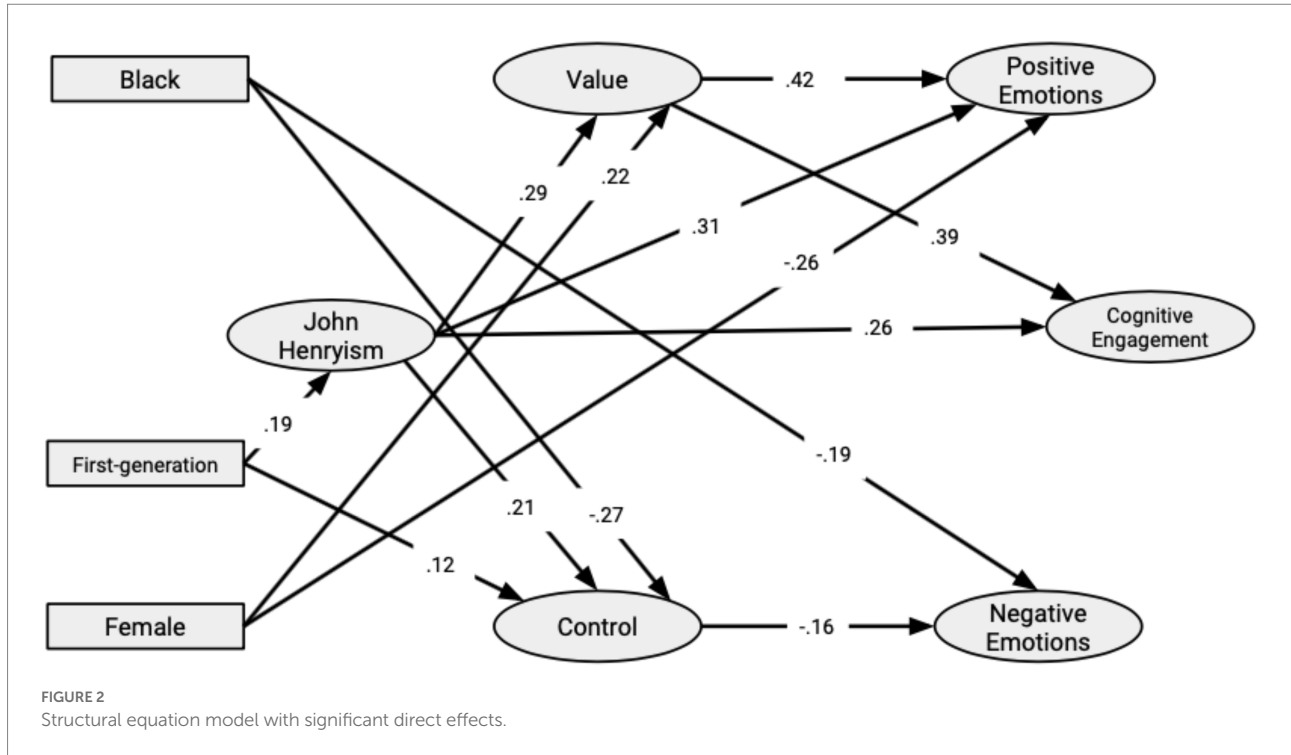 Black
Value
Positive
Emotions
.42
.29
.22
.31
-.26
.39
John
Henryism
.26
Cognitive
Engagement
.19
First-generation
-.19
.21
-.27
.12
Female
Control
-.16
Negative
Emotions
FIGURE 2
Structural equation model with significant direct effects.